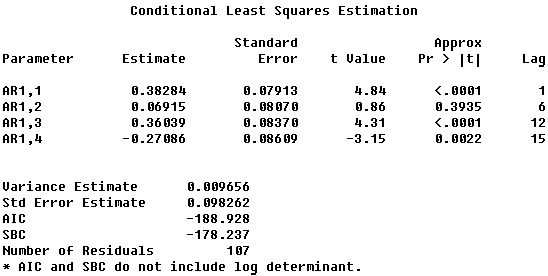 Conditional Least Squares Estimation
Standard Approx
Parameter Estimate Error t Value Pr > |t| Lag
AR1,1 0.38284 0.07913 4.84 <.0001 1
AR1,2 0.06915 0.08070 0.86 0.3935 6
AR1,3 0.36039 0.08370 4.31 <.0001 12
AR1,4 -0.27086 0.08609 -3.15 0.0022 15
Variance Estimate 0.009656
Std Error Estimate 0.098262
AIC -188.928
SBC -178.237
Number of Residuals 107
* AIC and SBC do not include log determinant.